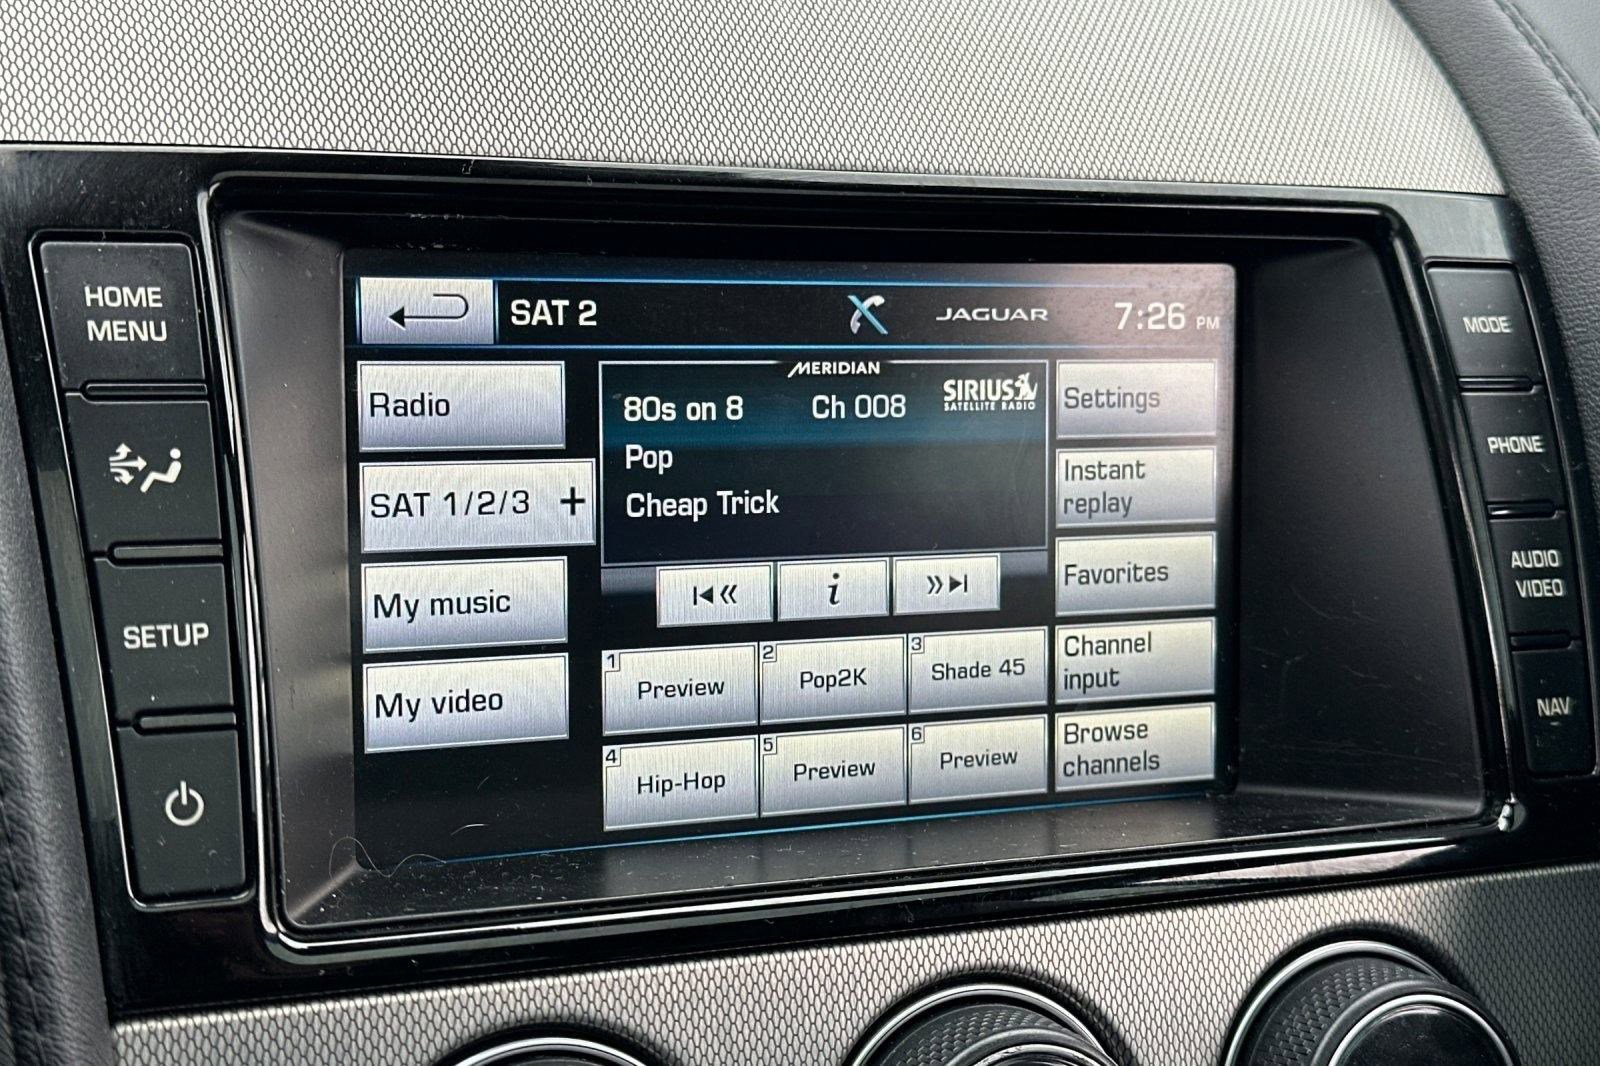 HOME
MENU
SETUP
SAT 2
JAGUAR
7:26 PM
Radio
SAT 1/2/3 +
My music
My video
MERIDIAN
80s on 8
Ch 008
SIRIUS
SATELLITE RADIO
Pop
Cheap Trick
i
1
Preview
2
Pop2K
3
Shade 45
4
Hip-Hop
5
Preview
6
Preview
Settings
Instant
replay
Favorites
Channel
input
Browse
channels
MODE
PHONE
AUDIO
VIDEO
NAV